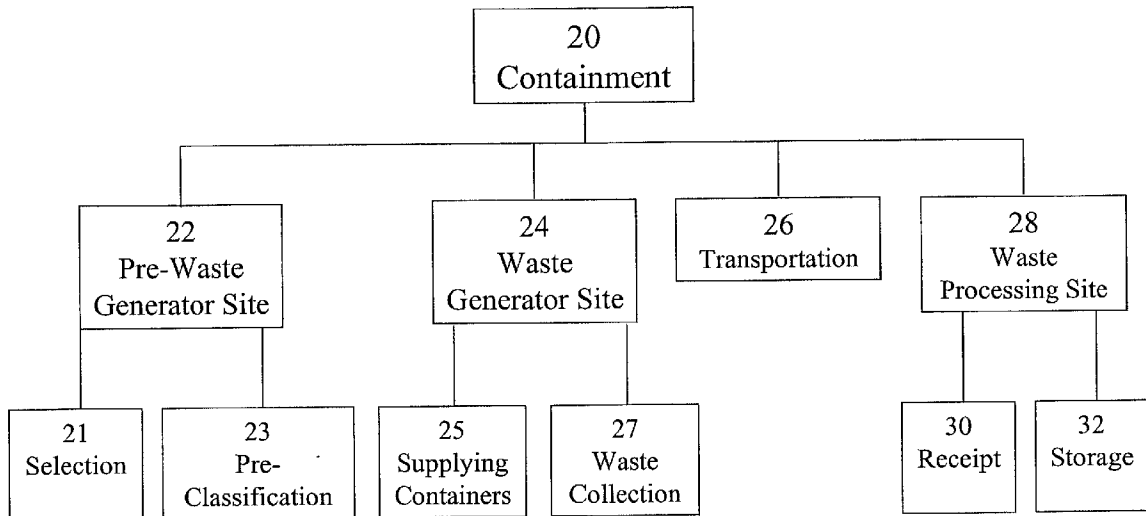 20
Containment
22
Pre-Waste
Generator Site
24
Waste
Generator Site
26
Transportation
28
Waste
Processing Site
21
Selection
23
Pre-
Classification
25
Supplying
Containers
27
Waste
Collection
30
Receipt
32
Storage